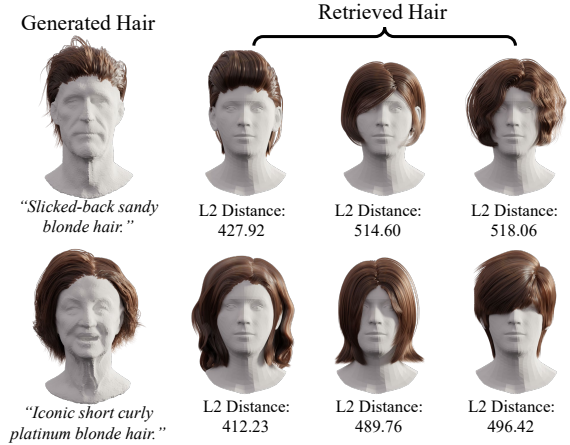 Generated Hair
Retrieved Hair
“Slicked-back sandy
blonde hair.”
L2 Distance:
427.92
L2 Distance:
514.60
L2 Distance:
518.06
“Iconic short curly
platinum blonde hair.”
L2 Distance:
412.23
L2 Distance:
489.76
L2 Distance:
496.42